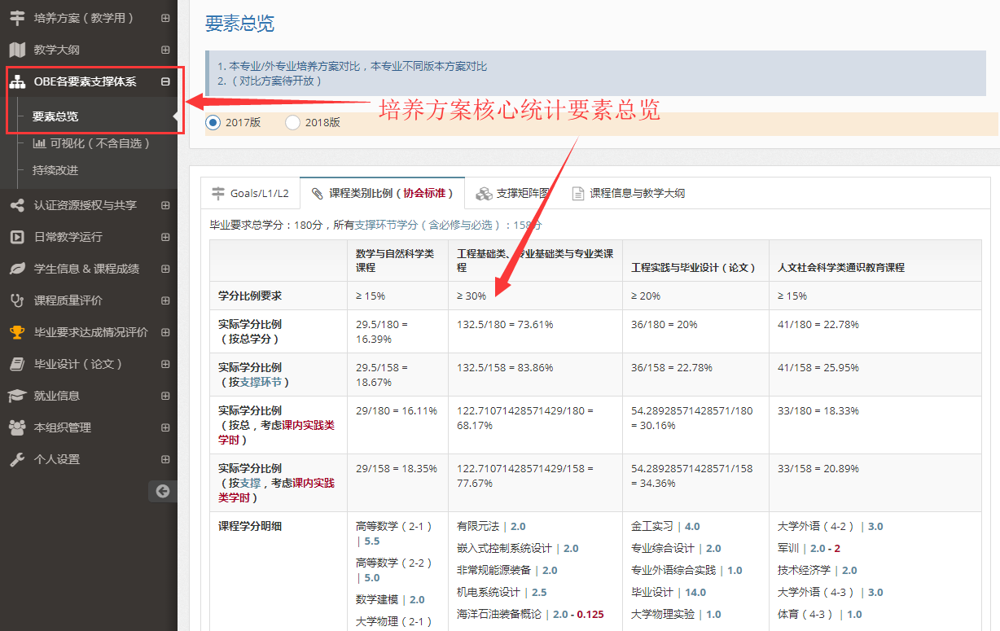 培养方案（教学用）
教学大纲
OBE各要素支撑体系
要素总览
可视化（不含自选）
持续改进
认证资源授权与共享
日常教学运行
学生信息 & 课程成绩
课程质量评价
毕业要求达成情况评价
毕业设计（论文）
就业信息
本组织管理
个人设置
要素总览
1. 本专业/外专业培养方案对比，本专业不同版本方案对比
2. （对比方案待开放）
培养方案核心统计要素总览
2017版 2018版
Goals/L1/L2 课程类别比例（协会标准） 支撑矩阵图 课程信息与教学大纲
毕业要求总学分：180分，所有支撑环节学分（含必修与必选）：158分
数学与自然科学类
课程
工程基础类、专业基础类与专业类课
程
工程实践与毕业设计（论文）
人文社会科学类通识教育课程
学分比例要求 ≥ 15% ≥ 30% ≥ 20% ≥ 15%
实际学分比例
（按总学分）
29.5/180 =
16.39%
132.5/180 = 73.61%
36/180 = 20%
41/180 = 22.78%
实际学分比例
（按支撑环节）
29.5/158 =
18.67%
132.5/158 = 83.86%
36/158 = 22.78%
41/158 = 25.95%
实际学分比例
（按总，考虑课内实践类
学时）
29/180 = 16.11%
122.71071428571429/180 =
68.17%
54.28928571428571/180
= 30.16%
33/180 = 18.33%
实际学分比例
（按支撑，考虑课内实践
类学时）
29/158 = 18.35%
122.71071428571429/158 =
77.67%
54.28928571428571/158
= 34.36%
33/158 = 20.89%
课程学分明细
高等数学（2-1）
| 5.5
高等数学（2-2）
| 5.0
数学建模 | 2.0
大学物理（2-1）
有限元法 | 2.0
嵌入式控制系统设计 | 2.0
非常规能源装备 | 2.0
机电系统设计 | 2.5
海洋石油装备概论 | 2.0 - 0.125
金工实习 | 4.0
专业综合设计 | 2.0
专业外语综合实践 | 1.0
毕业设计 | 14.0
大学物理实验 | 1.0
大学外语（4-2） | 3.0
军训 | 2.0 - 2
技术经济学 | 2.0
大学外语（4-3） | 3.0
体育（4-3） | 1.0